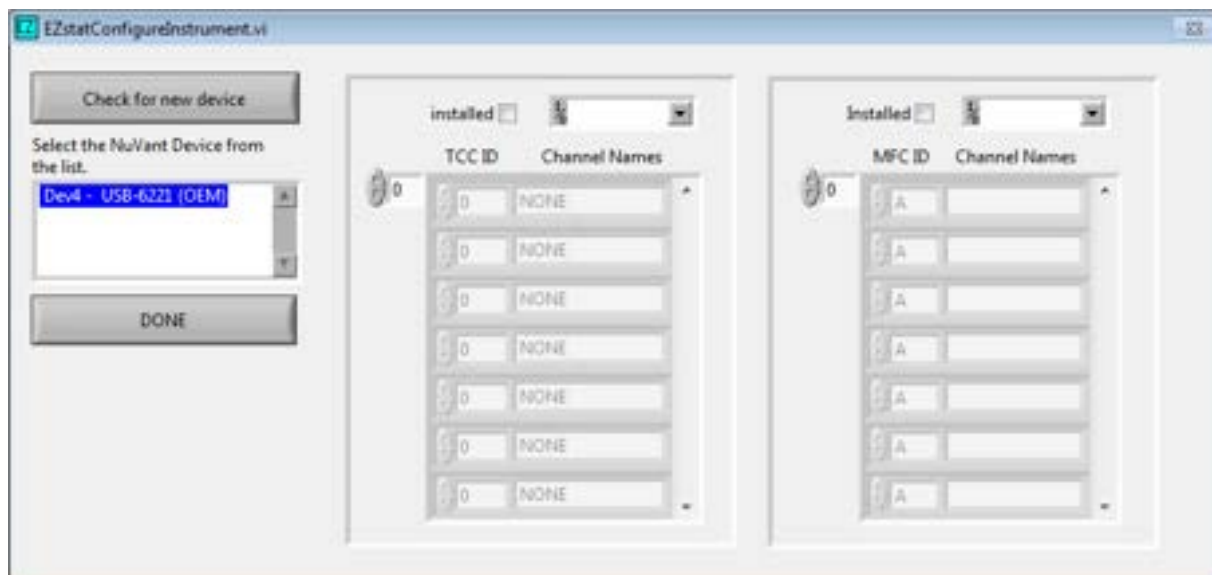 EZ EZstatConfigureInstrument.vi
Check for new device
Select the NuVant Device from
the list.
Dev4 - USB-6221 (OEM)
DONE
installed
TCC ID Channel Names
0
0 NONE
0 NONE
0 NONE
0 NONE
0 NONE
0 NONE
0 NONE
Installed
MFC ID Channel Names
0
A
A
A
A
A
A
A